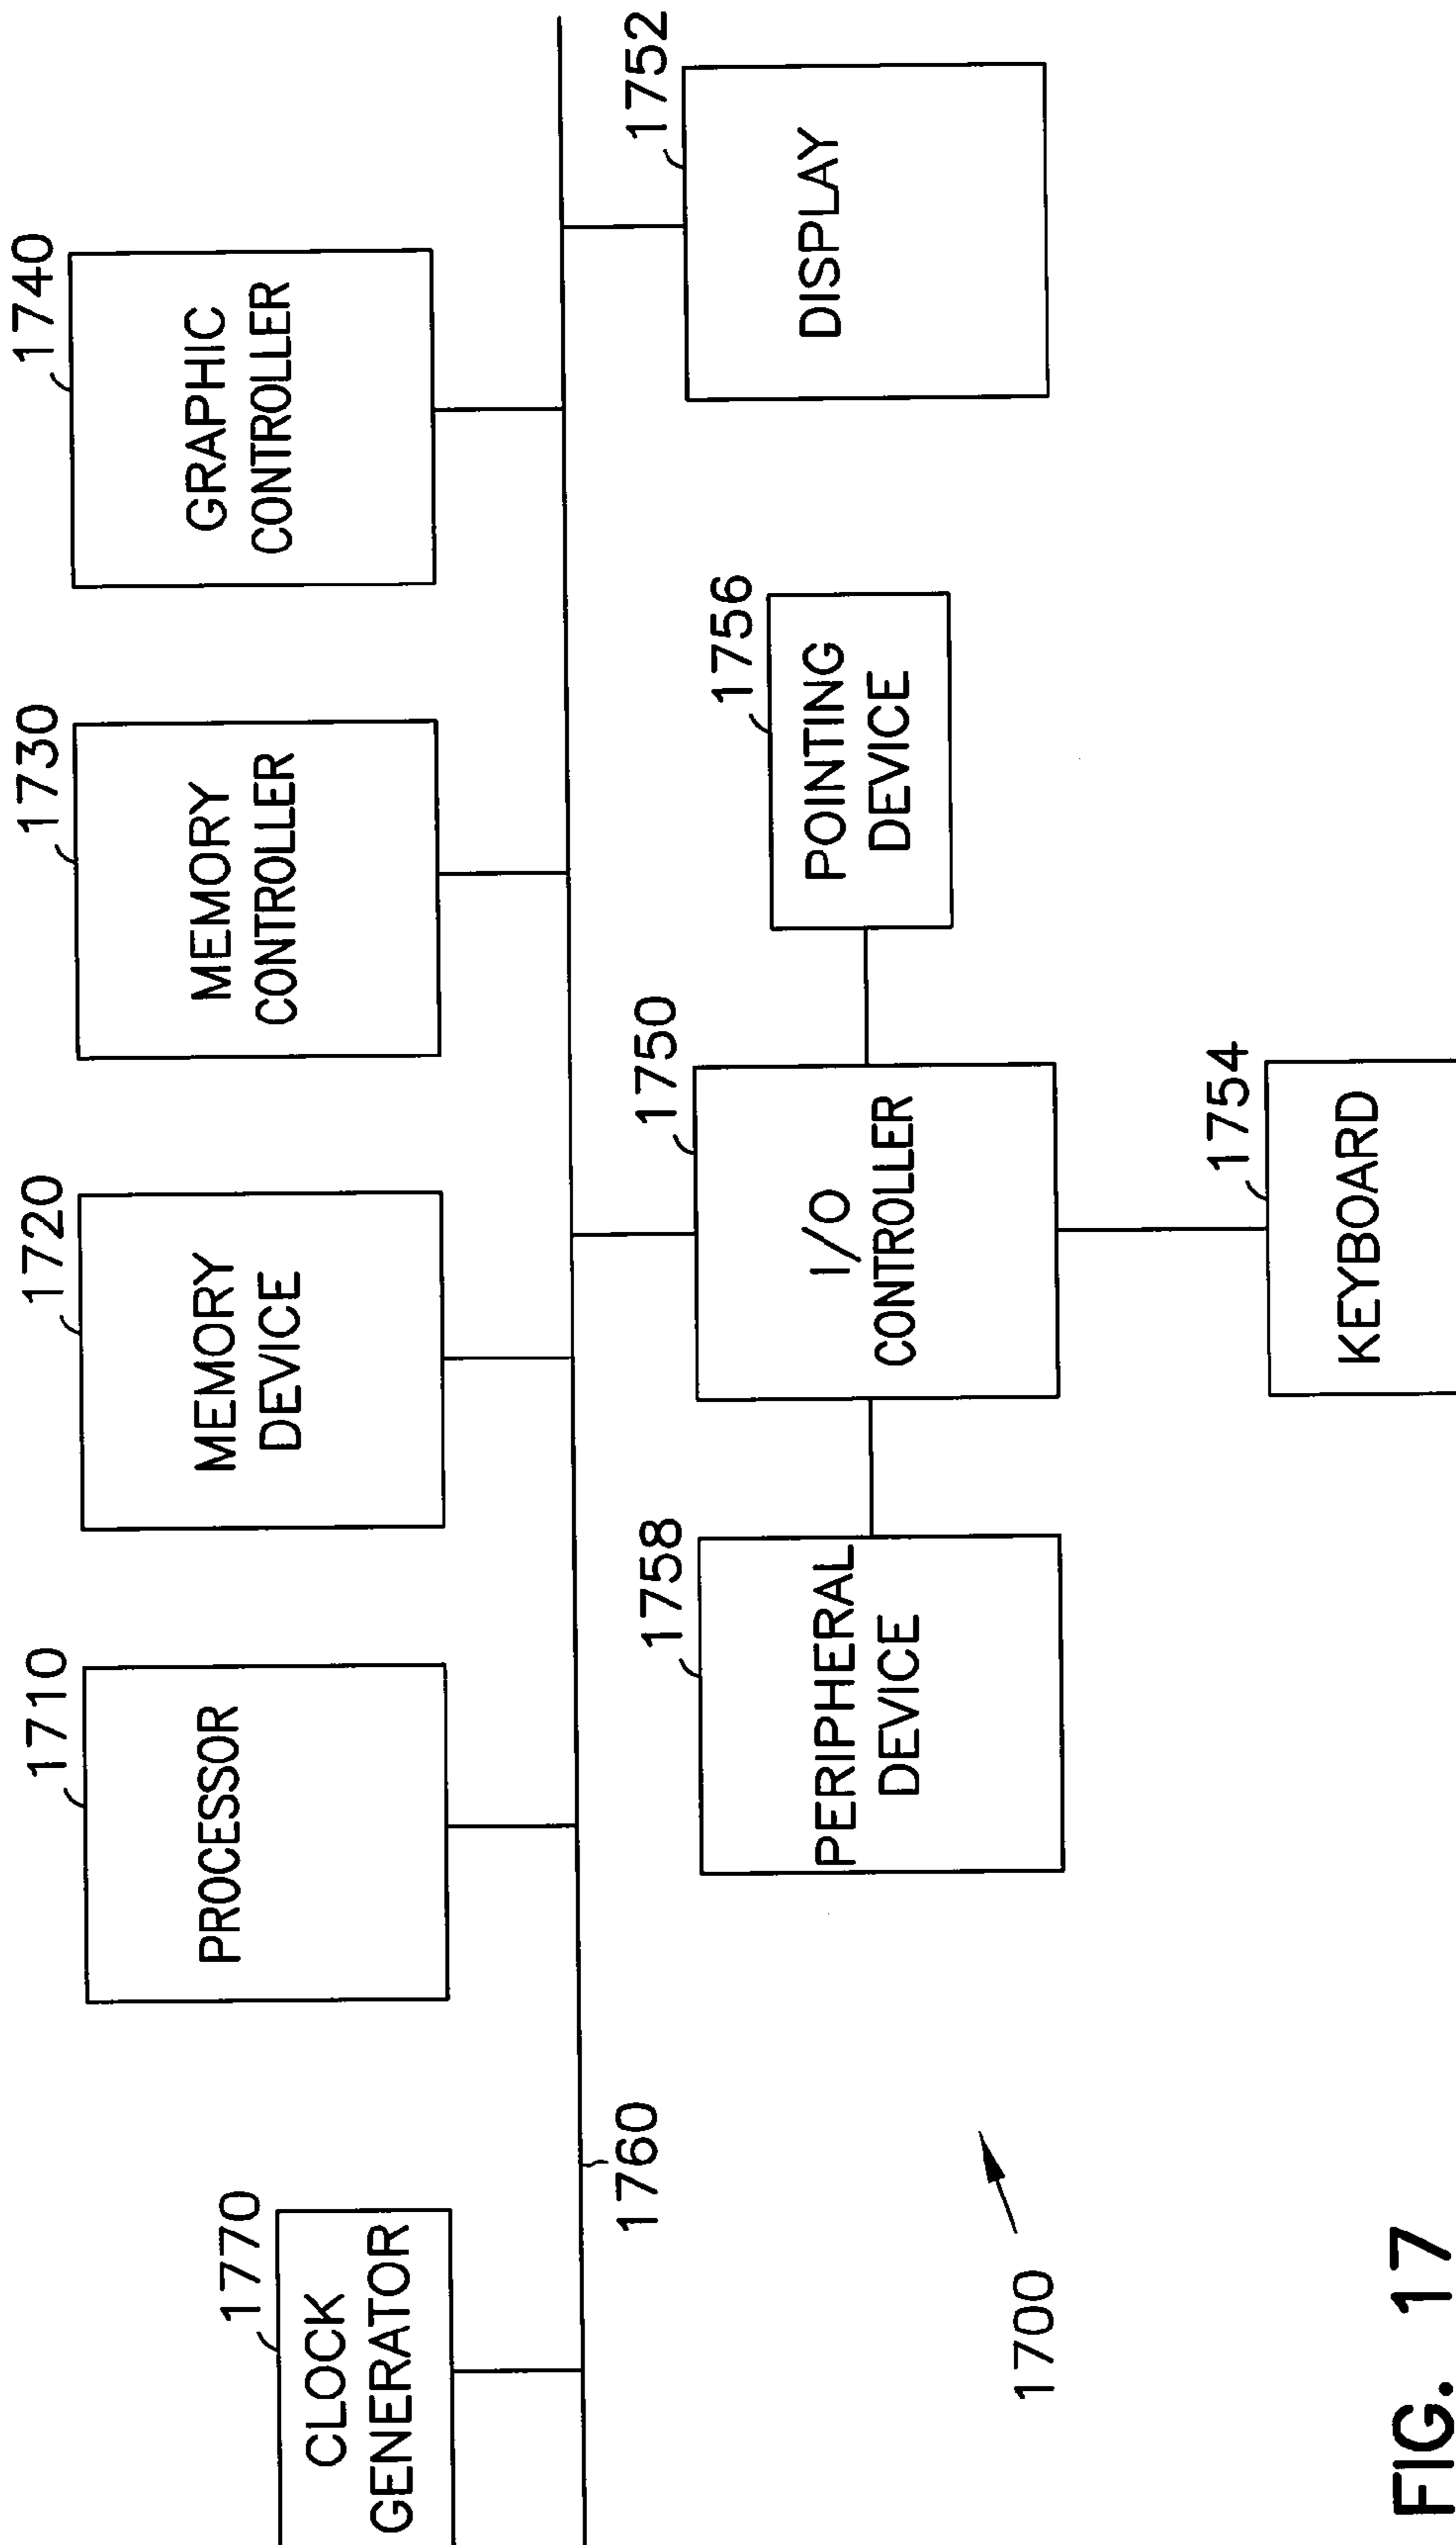 1770
CLOCK
GENERATOR
1710
PROCESSOR
1720
MEMORY
DEVICE
1730
MEMORY
CONTROLLER
1740
GRAPHIC
CONTROLLER
1760
1758
PERIPHERAL
DEVICE
1750
I/O
CONTROLLER
1756
POINTING
DEVICE
1752
DISPLAY
1700
1754
KEYBOARD
FIG. 17